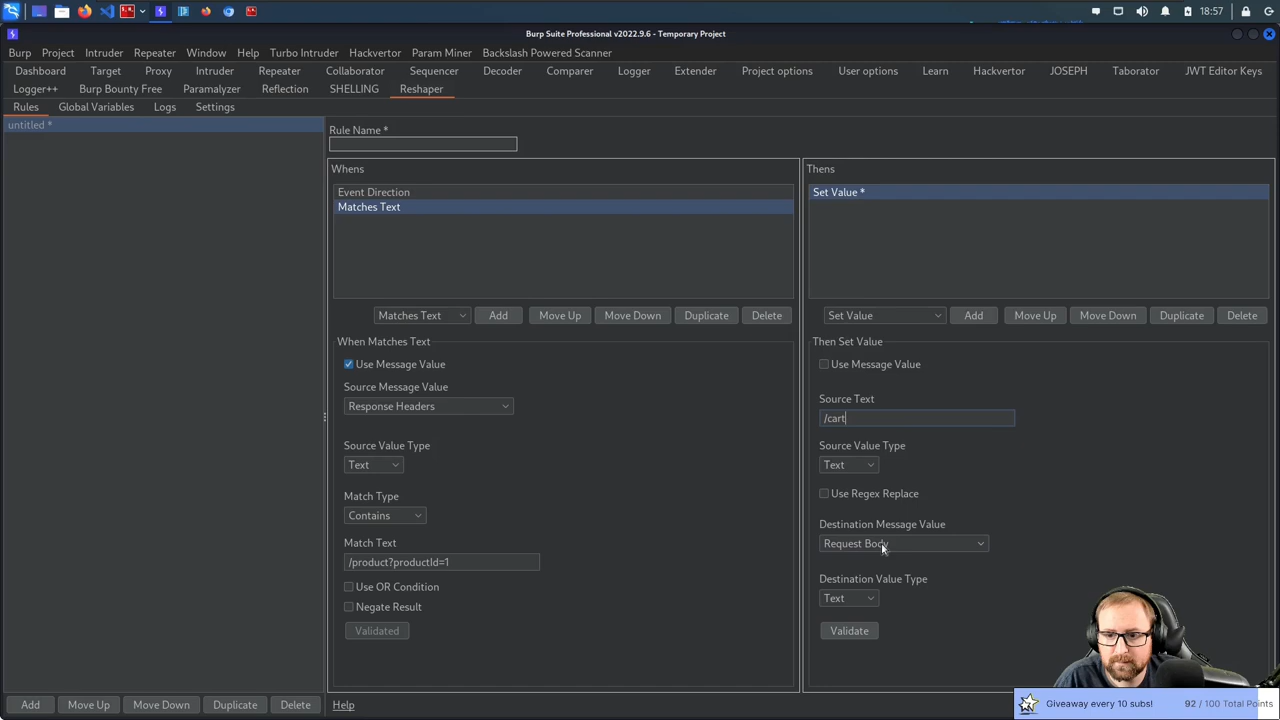 18:57
Burp Suite Professional v2022.9.6 - Temporary Project
Burp Project Intruder Repeater Window Help Turbo Intruder Hackvertor Param Miner Backslash Powered Scanner
Dashboard Target Proxy Intruder Repeater Collaborator Sequencer Decoder Comparer Logger Extender Project options User options Learn Hackvertor JOSEPH Taborator JWT Editor Keys
Logger++ Burp Bounty Free Paramalyzer Reflection SHELLING Reshaper
Rules Global Variables Logs Settings
untitled *
Rule Name *
Whens
Event Direction
Matches Text
Matches Text Add Move Up Move Down Duplicate Delete
When Matches Text
Use Message Value
Source Message Value
Response Headers
Source Value Type
Text
Match Type
Contains
Match Text
/product?productId=1
Use OR Condition
Negate Result
Validated
Thens
Set Value *
Set Value Add Move Up Move Down Duplicate Delete
Then Set Value
Use Message Value
Source Text
/cart
Source Value Type
Text
Use Regex Replace
Destination Message Value
Request Body
Destination Value Type
Text
Validate
Add Move Up Move Down Duplicate Delete
Help
Giveaway every 10 subs! 92 / 100 Total Points